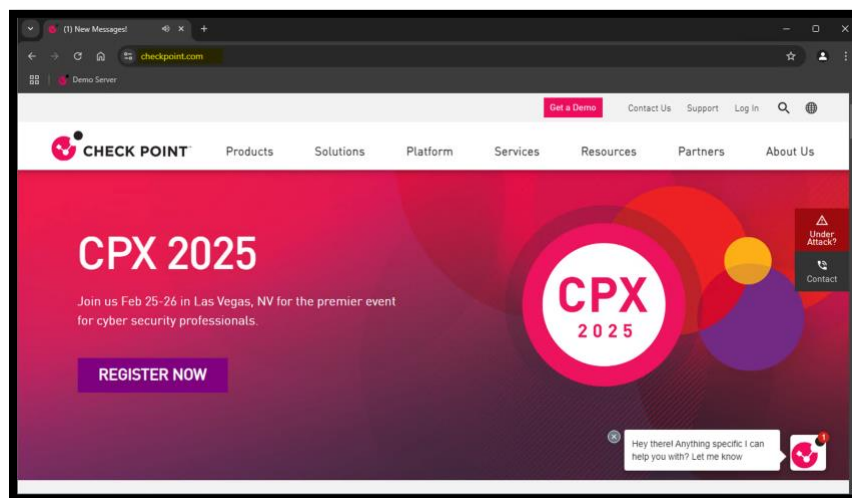 (1) New Messages!
checkpoint.com
Demo Server
Get a Demo Contact Us Support Log In
CHECK POINT Products Solutions Platform Services Resources Partners About Us
CPX 2025
Join us Feb 25-26 in Las Vegas, NV for the premier event
for cyber security professionals.
REGISTER NOW
CPX
2025
Under
Attack?
Contact
Hey there! Anything specific I can
help you with? Let me know
1